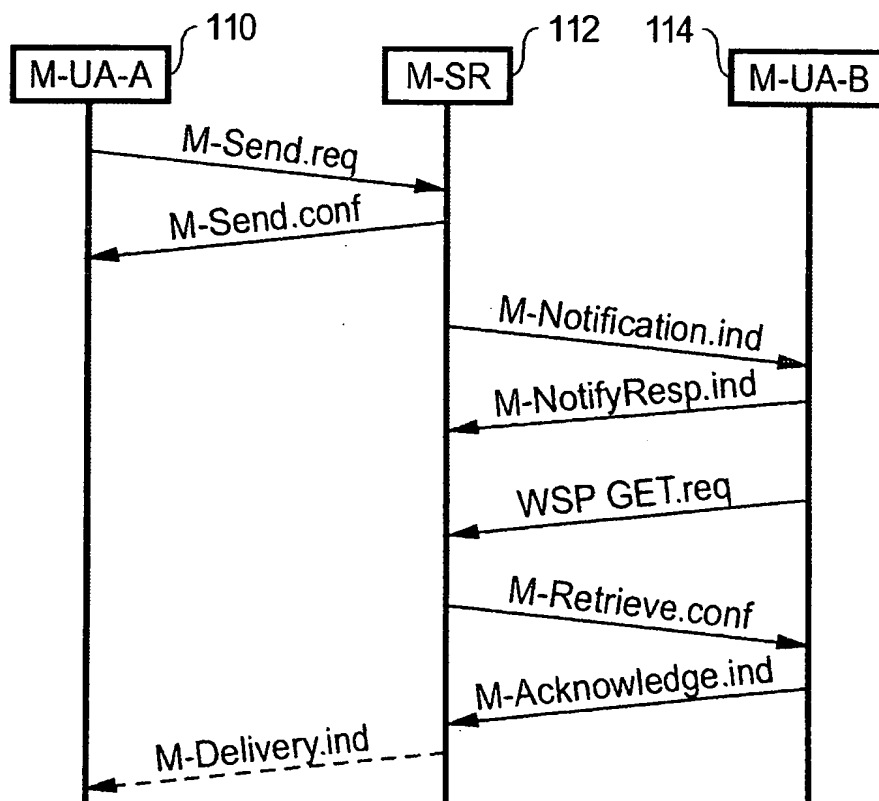 110
112
114
M-UA-A
M-SR
M-UA-B
M-Send.req
M-Send.conf
M-Notification.ind
M-NotifyResp.ind
WSP GET.req
M-Retrieve.conf
M-Acknowledge.ind
M-Delivery.ind